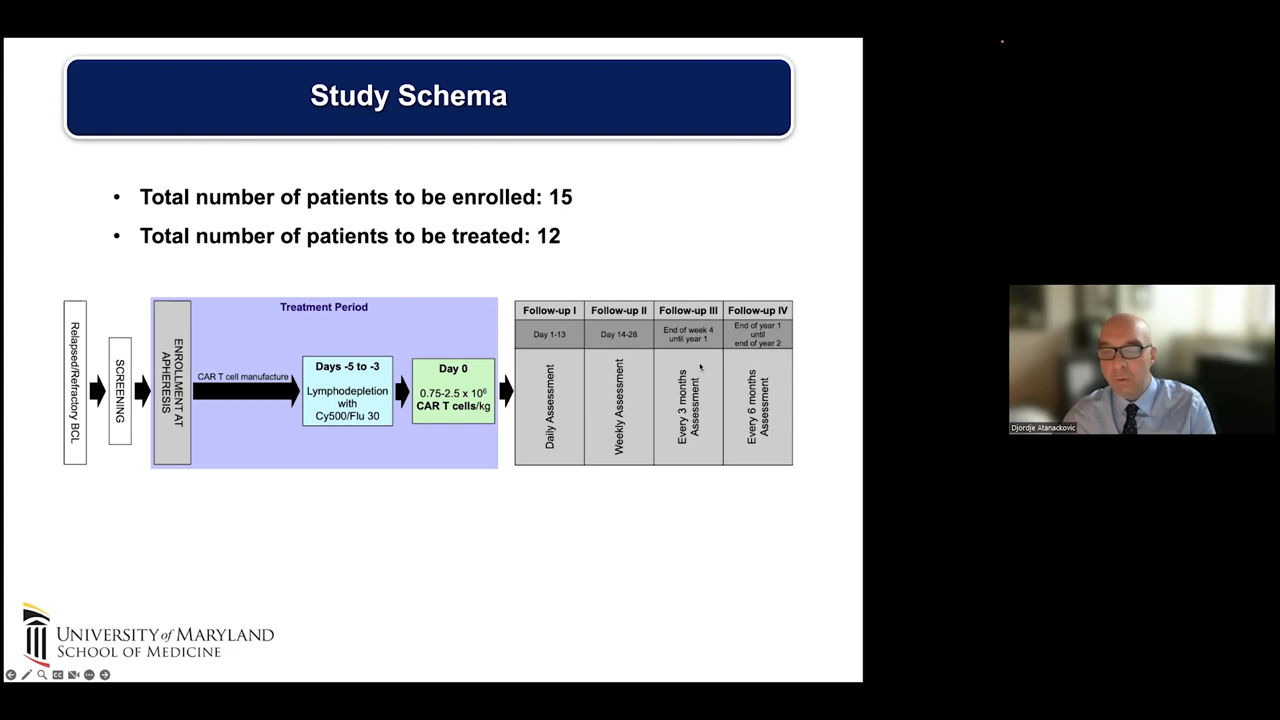 Study Schema
• Total number of patients to be enrolled: 15
• Total number of patients to be treated: 12
Relapsed/Refractory BCL
SCREENING
Treatment Period
ENROLLMENT AT
APHERESIS
CAR T cell manufacture
Days -5 to -3
Lymphodepletion
with
Cy500/Flu 30
Day 0
0.75-2.5 x 10⁶
CAR T cells/kg
Follow-up I
Day 1-13
Daily Assessment
Follow-up II
Day 14-28
Weekly Assessment
Follow-up III
End of week 4
until year 1
Every 3 months
Assessment
Follow-up IV
End of year 1
until
end of year 2
Every 6 months
Assessment
Djordje Atanackovic
UNIVERSITY of MARYLAND
SCHOOL OF MEDICINE